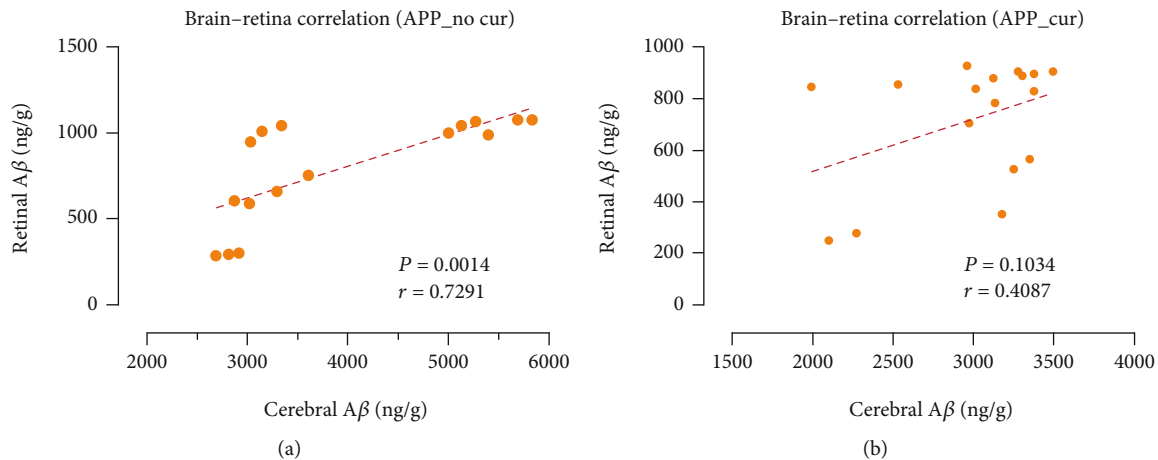 Brain–retina correlation (APP_no cur)
1500
1000
500
0
Retinal Aβ (ng/g)
P = 0.0014
r = 0.7291
2000 3000 4000 5000 6000
Cerebral Aβ (ng/g)
(a)
Brain–retina correlation (APP_cur)
1000
800
600
400
200
0
Retinal Aβ (ng/g)
P = 0.1034
r = 0.4087
1500 2000 2500 3000 3500 4000
Cerebral Aβ (ng/g)
(b)